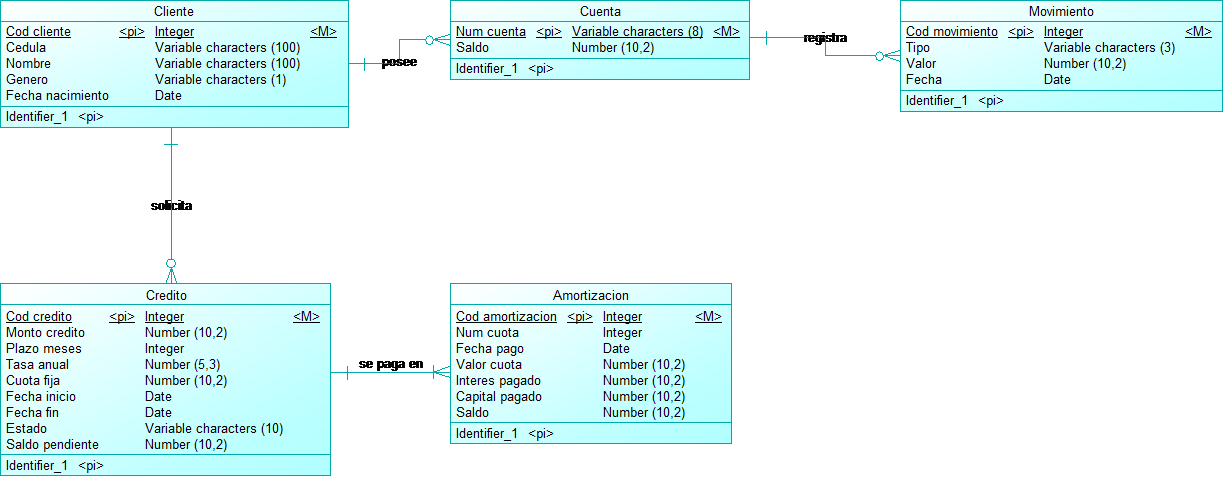 Cliente
Cod cliente <pi> Integer <M>
Cedula Variable characters (100)
Nombre Variable characters (100)
Genero Variable characters (1)
Fecha nacimiento Date
Identifier_1 <pi>
posee
Cuenta
Num cuenta <pi> Variable characters (8) <M>
Saldo Number (10,2)
Identifier_1 <pi>
registra
Movimiento
Cod movimiento <pi> Integer <M>
Tipo Variable characters (3)
Valor Number (10,2)
Fecha Date
Identifier_1 <pi>
solicita
Credito
Cod credito <pi> Integer <M>
Monto credito Number (10,2)
Plazo meses Integer
Tasa anual Number (5,3)
Cuota fija Number (10,2)
Fecha inicio Date
Fecha fin Date
Estado Variable characters (10)
Saldo pendiente Number (10,2)
Identifier_1 <pi>
se paga en
Amortizacion
Cod amortizacion <pi> Integer <M>
Num cuota Integer
Fecha pago Date
Valor cuota Number (10,2)
Interes pagado Number (10,2)
Capital pagado Number (10,2)
Saldo Number (10,2)
Identifier_1 <pi>